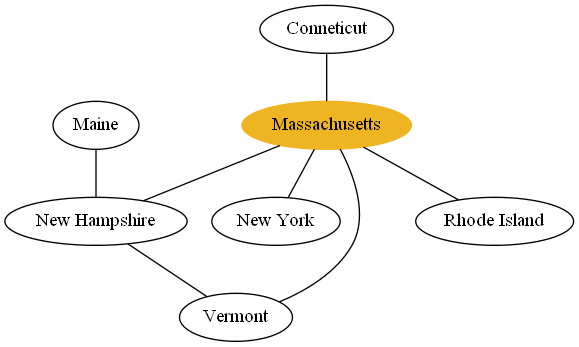 Conneticut
Maine
Massachusetts
New Hampshire
New York
Rhode Island
Vermont